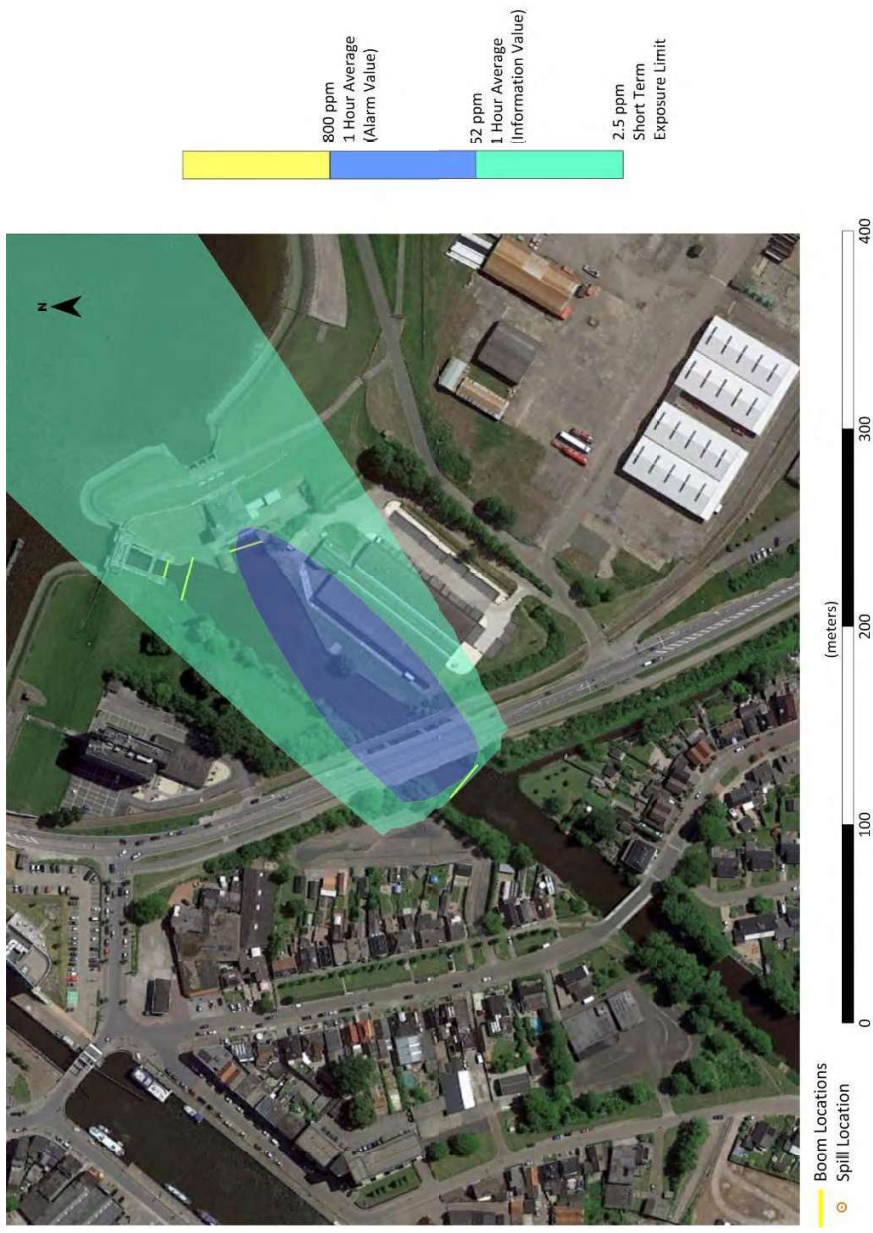 N
800 ppm
1 Hour Average
(Alarm Value)
52 ppm
1 Hour Average
(Information Value)
2.5 ppm
Short Term
Exposure Limit
Boom Locations
Spill Location
(meters)
0 100 200 300 400